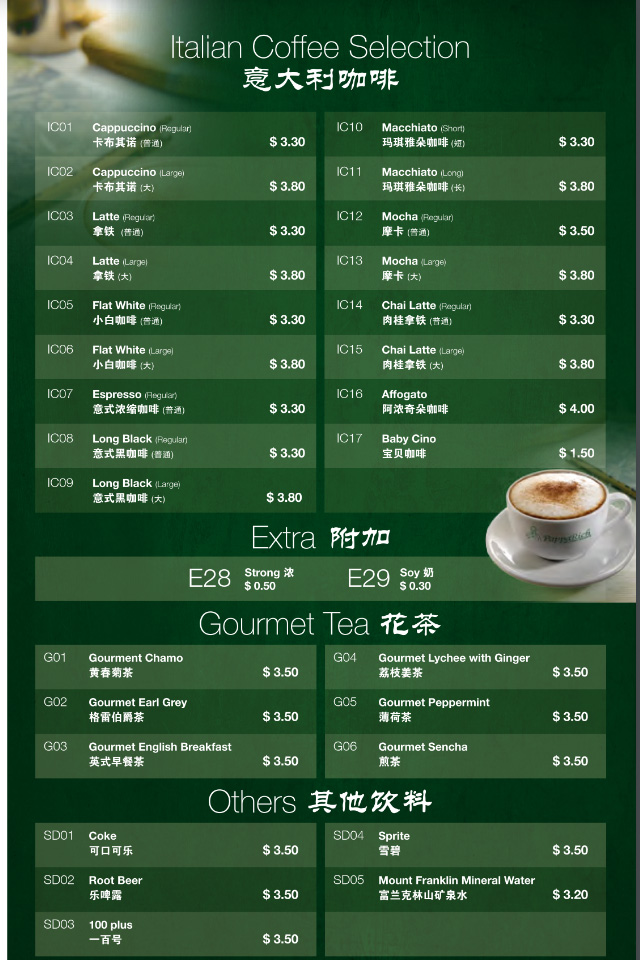 Italian Coffee Selection
意大利咖啡
IC01 Cappuccino (Regular)
卡布其诺 (普通) $ 3.30
IC02 Cappuccino (Large)
卡布其诺 (大) $ 3.80
IC03 Latte (Regular)
拿铁 (普通) $ 3.30
IC04 Latte (Large)
拿铁 (大) $ 3.80
IC05 Flat White (Regular)
小白咖啡 (普通) $ 3.30
IC06 Flat White (Large)
小白咖啡 (大) $ 3.80
IC07 Espresso (Regular)
意式浓缩咖啡 (普通) $ 3.30
IC08 Long Black (Regular)
意式黑咖啡 (普通) $ 3.30
IC09 Long Black (Large)
意式黑咖啡 (大) $ 3.80
IC10 Macchiato (Short)
玛琪雅朵咖啡 (短) $ 3.30
IC11 Macchiato (Long)
玛琪雅朵咖啡 (长) $ 3.80
IC12 Mocha (Regular)
摩卡 (普通) $ 3.50
IC13 Mocha (Large)
摩卡 (大) $ 3.80
IC14 Chai Latte (Regular)
肉桂拿铁 (普通) $ 3.30
IC15 Chai Latte (Large)
肉桂拿铁 (大) $ 3.80
IC16 Affogato
阿浓奇朵咖啡 $ 4.00
IC17 Baby Cino
宝贝咖啡 $ 1.50
Extra 附加
E28 Strong 浓
$ 0.50
E29 Soy 奶
$ 0.30
Gourmet Tea 花茶
G01 Gourment Chamo
黄春菊茶 $ 3.50
G02 Gourmet Earl Grey
格雷伯爵茶 $ 3.50
G03 Gourmet English Breakfast
英式早餐茶 $ 3.50
G04 Gourmet Lychee with Ginger
荔枝姜茶 $ 3.50
G05 Gourmet Peppermint
薄荷茶 $ 3.50
G06 Gourmet Sencha
煎茶 $ 3.50
Others 其他饮料
SD01 Coke
可口可乐 $ 3.50
SD02 Root Beer
乐啤露 $ 3.50
SD03 100 plus
一百号 $ 3.50
SD04 Sprite
雪碧 $ 3.50
SD05 Mount Franklin Mineral Water
富兰克林山矿泉水 $ 3.20